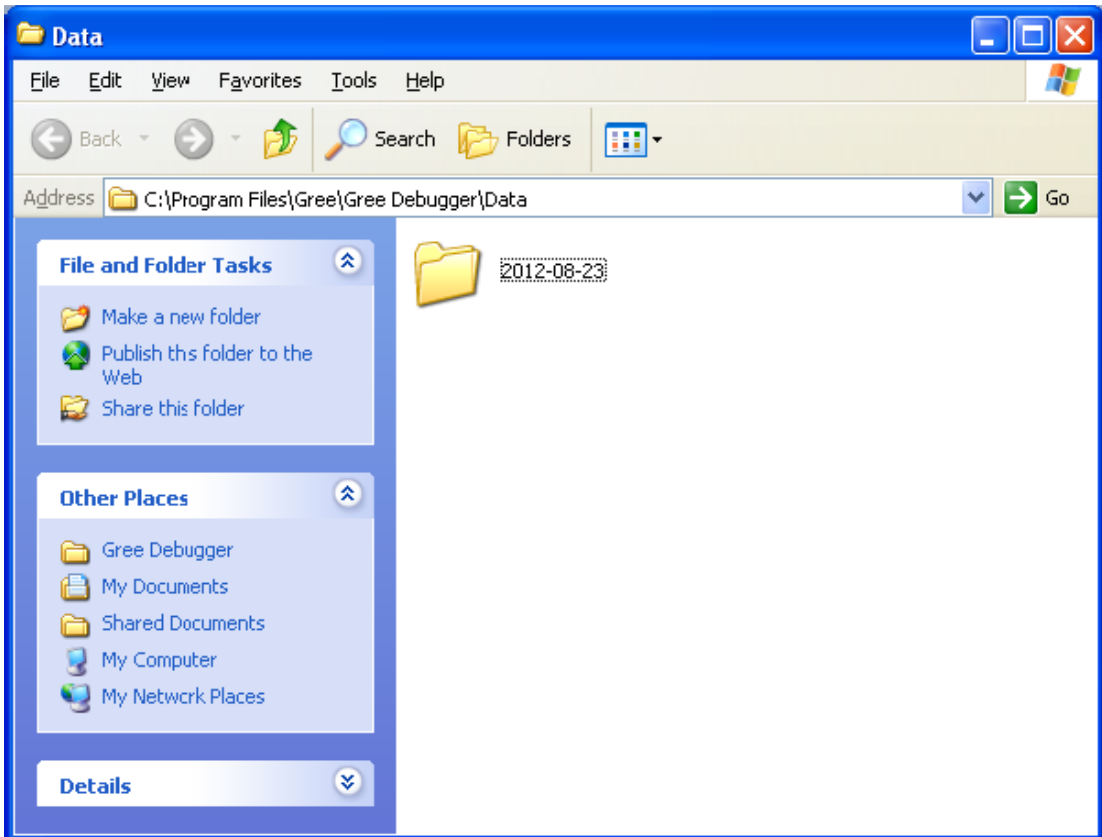 Data
File Edit View Favorites Tools Help
Back Search Folders
Address C:\Program Files\Gree\Gree Debugger\Data Go
File and Folder Tasks
Make a new folder
Publish this folder to the
Web
Share this folder
Other Places
Gree Debugger
My Documents
Shared Documents
My Computer
My Network Places
Details
2012-08-23